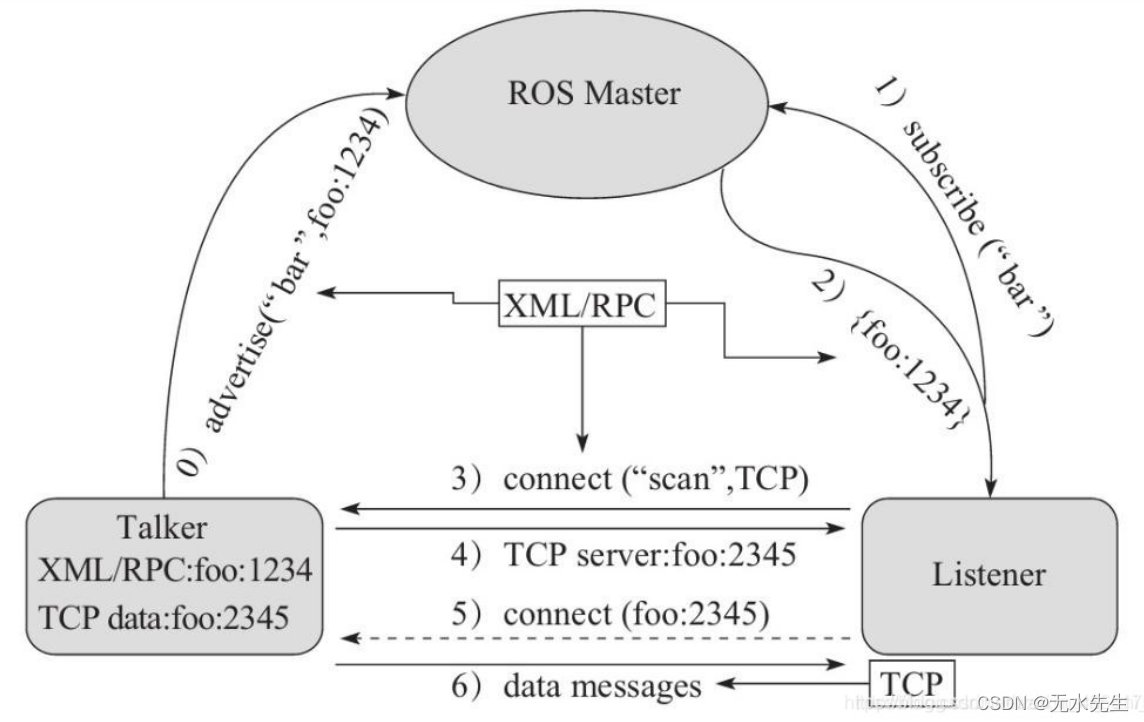 ROS Master
0) advertise(“bar”,foo:1234)
1) subscribe (“bar”)
2) {foo:1234}
XML/RPC
3) connect (“scan”,TCP)
4) TCP server:foo:2345
5) connect (foo:2345)
6) data messages
Talker
XML/RPC:foo:1234
TCP data:foo:2345
Listener
TCP
CSDN @无水先生